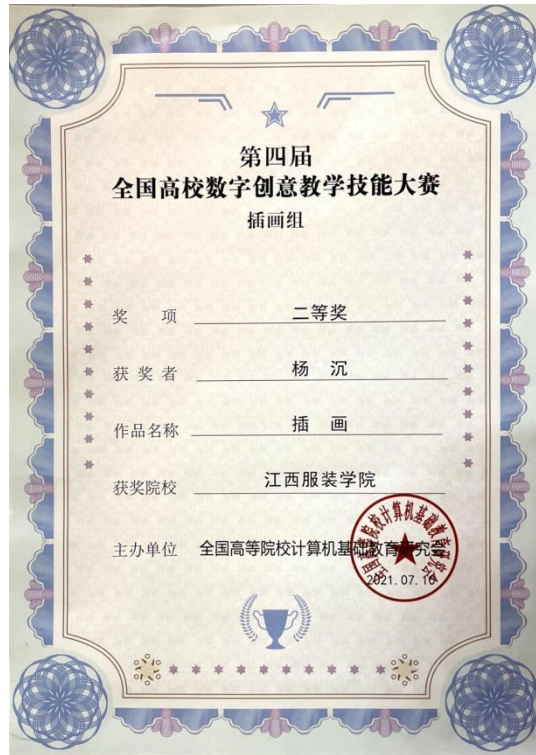 第四届
全国高校数字创意教学技能大赛
插画组
奖 项 二等奖
获 奖 者 杨 沉
作品名称 插 画
获奖院校 江西服装学院
主办单位 全国高等院校计算机基础教育研究会
2021.07.10